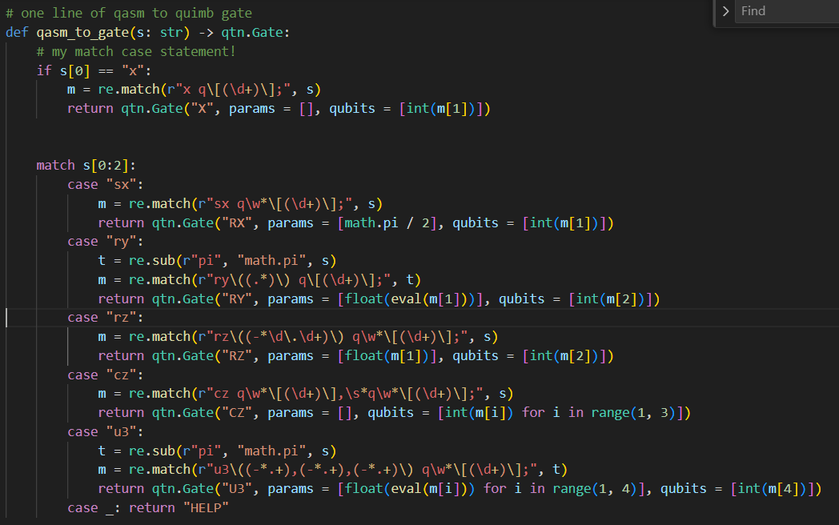 # one line of qasm to quimb gate
def qasm_to_gate(s: str) -> qtn.Gate:
    # my match case statement!
    if s[0] == "x":
        m = re.match(r"x q\[(\d+)\];", s)
        return qtn.Gate("X", params = [], qubits = [int(m[1])])
    match s[0:2]:
        case "sx":
            m = re.match(r"sx q\w*\[(\d+)\];", s)
            return qtn.Gate("RX", params = [math.pi / 2], qubits = [int(m[1])])
        case "ry":
            t = re.sub(r"pi", "math.pi", s)
            m = re.match(r"ry\((.*)\) q\[(\d+)\];", t)
            return qtn.Gate("RY", params = [float(eval(m[1]))], qubits = [int(m[2])])
        case "rz":
            m = re.match(r"rz\((-*\d\.\d+)\) q\w*\[(\d+)\];", s)
            return qtn.Gate("RZ", params = [float(m[1])], qubits = [int(m[2])])
        case "cz":
            m = re.match(r"cz q\w*\[(\d+)\],\s*q\w*\[(\d+)\];", s)
            return qtn.Gate("CZ", params = [], qubits = [int(m[i]) for i in range(1, 3)])
        case "u3":
            t = re.sub(r"pi", "math.pi", s)
            m = re.match(r"u3\((-*.+),(-*.+),(-*.+)\) q\w*\[(\d+)\];", t)
            return qtn.Gate("U3", params = [float(eval(m[i])) for i in range(1, 4)], qubits = [int(m[4])])
        case _: return "HELP"
Find